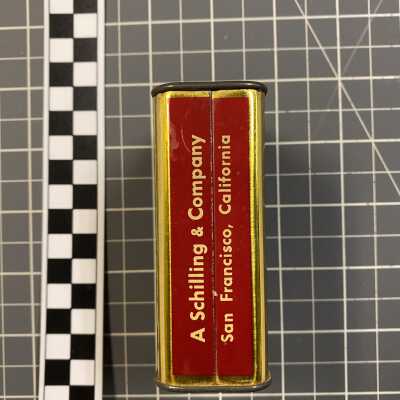 A Schilling & Company
San Francisco, California